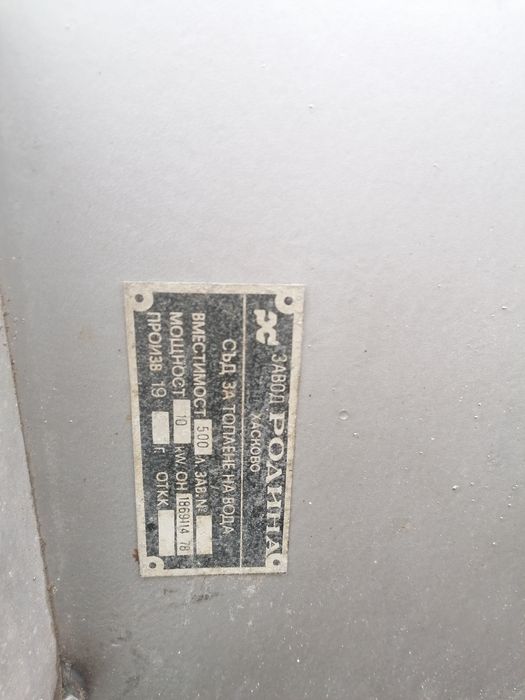 ЗАВОД РОДИНА
ХАСКОВО
СЪД ЗА ТОПЛЕНЕ НА ВОДА
ВМЕСТИМОСТ 500 Л. ЗАВ. №
МОЩНОСТ 10 KW. ОН 1869114 78
ПРОИЗВ 19 Г. ОТКК